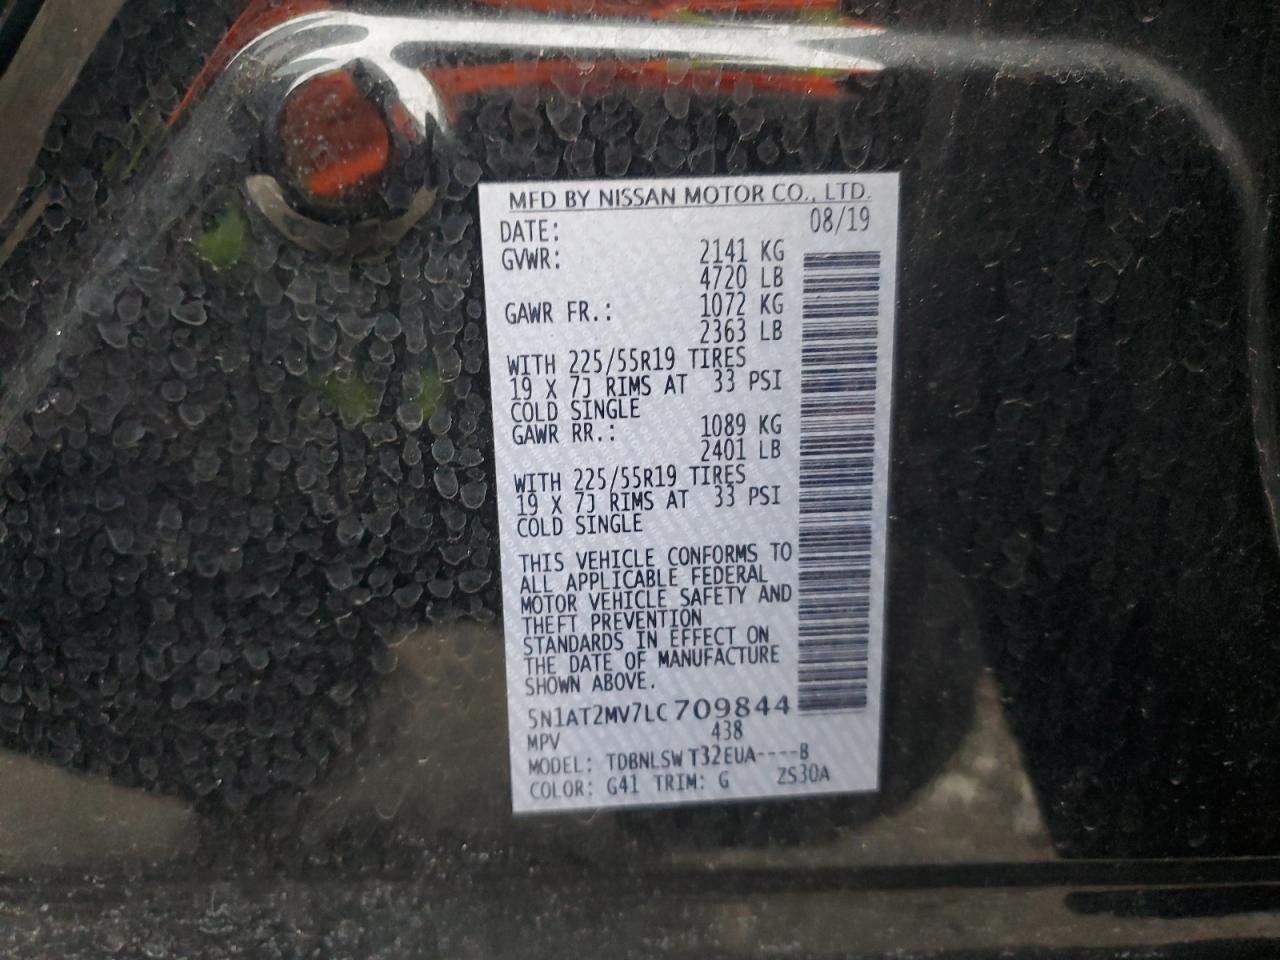 MFD BY NISSAN MOTOR CO., LTD.
DATE: 08/19
GVWR: 2141 KG
4720 LB
GAWR FR.: 1072 KG
2363 LB
WITH 225/55R19 TIRES
19 X 7J RIMS AT 33 PSI
COLD SINGLE
GAWR RR.: 1089 KG
2401 LB
WITH 225/55R19 TIRES
19 X 7J RIMS AT 33 PSI
COLD SINGLE
THIS VEHICLE CONFORMS TO
ALL APPLICABLE FEDERAL
MOTOR VEHICLE SAFETY AND
THEFT PREVENTION
STANDARDS IN EFFECT ON
THE DATE OF MANUFACTURE
SHOWN ABOVE.
5N1AT2MV7LC709844
MPV 438
MODEL: TDBNLSWT32EUA----B
COLOR: G41 TRIM: G ZS30A